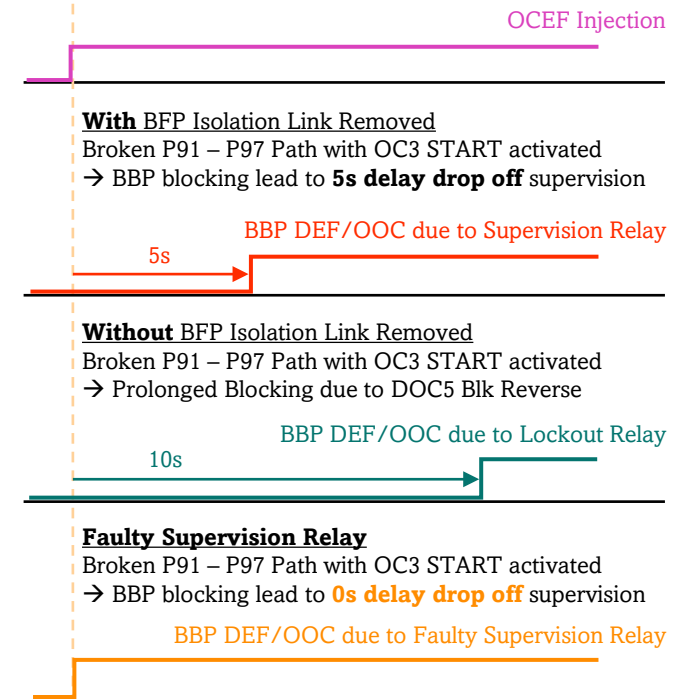 OCEF Injection
With BFP Isolation Link Removed
Broken P91 – P97 Path with OC3 START activated
→ BBP blocking lead to 5s delay drop off supervision
BBP DEF/OOC due to Supervision Relay
5s
Without BFP Isolation Link Removed
Broken P91 – P97 Path with OC3 START activated
→ Prolonged Blocking due to DOC5 Blk Reverse
BBP DEF/OOC due to Lockout Relay
10s
Faulty Supervision Relay
Broken P91 – P97 Path with OC3 START activated
→ BBP blocking lead to 0s delay drop off supervision
BBP DEF/OOC due to Faulty Supervision Relay